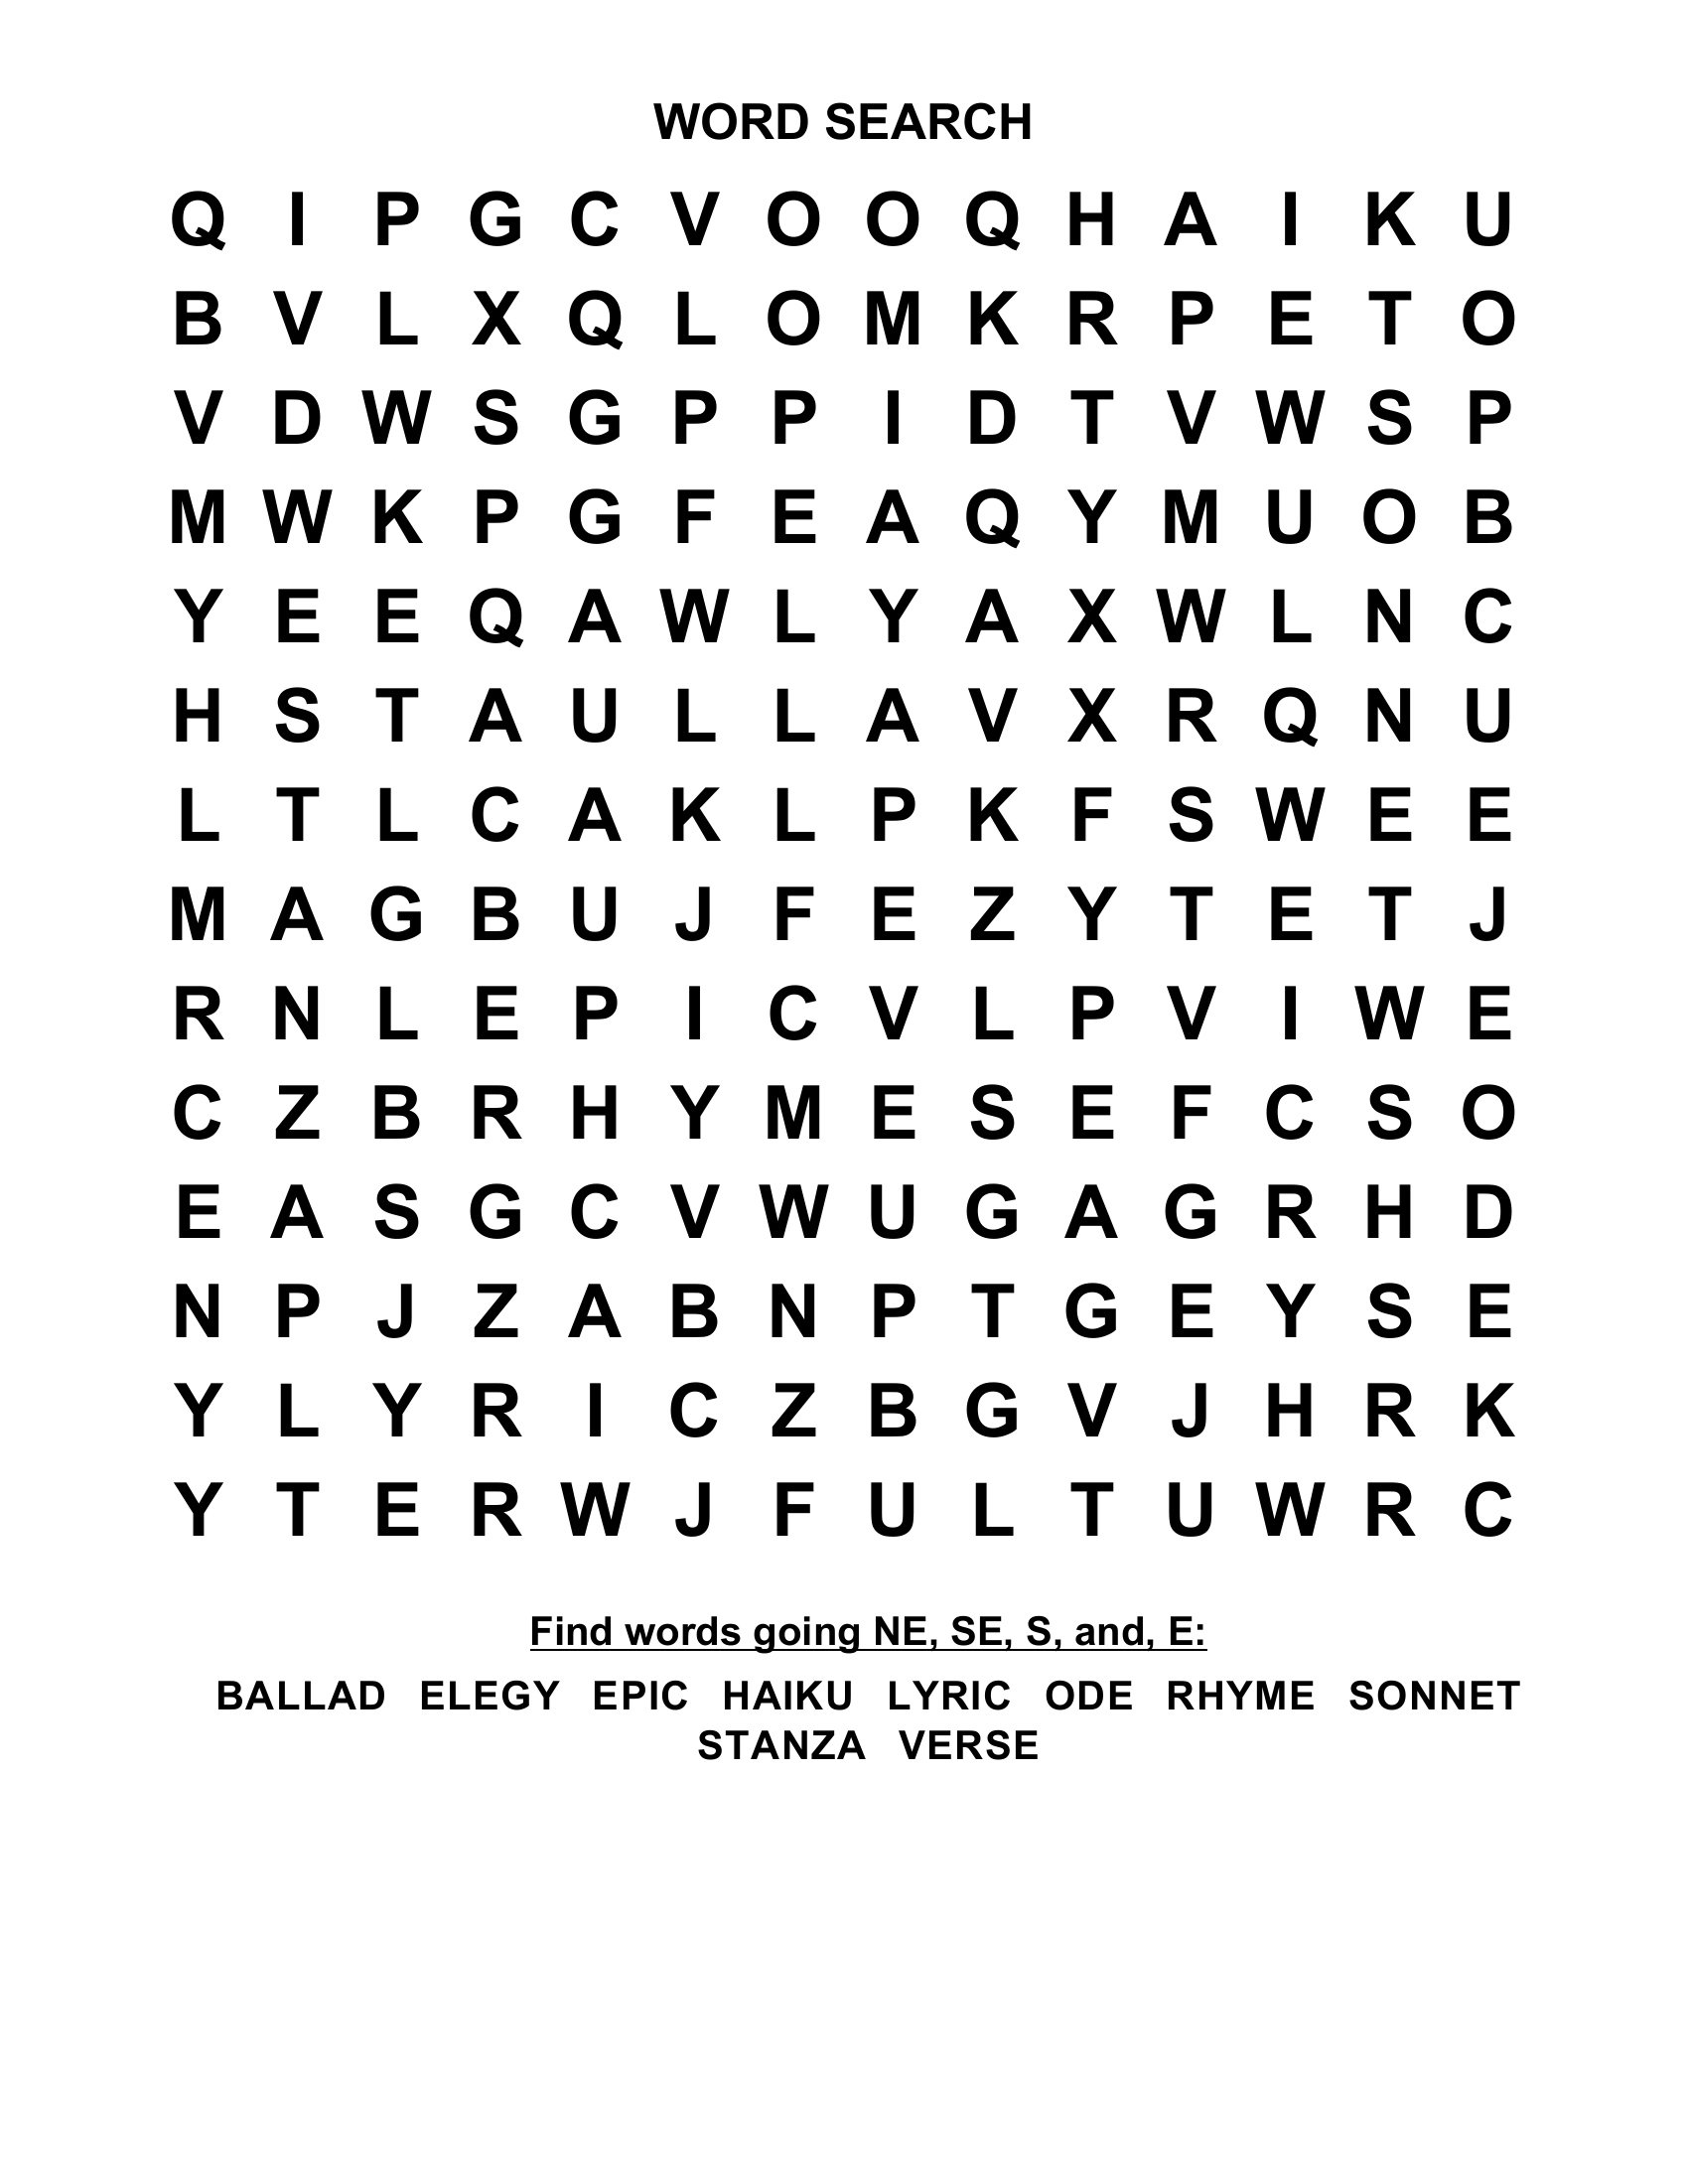 WORD SEARCH
Q I P G C V O O Q H A I K U
B V L X Q L O M K R P E T O
V D W S G P P I D T V W S P
M W K P G F E A Q Y M U O B
Y E E Q A W L Y A X W L N C
H S T A U L L A V X R Q N U
L T L C A K L P K F S W E E
M A G B U J F E Z Y T E T J
R N L E P I C V L P V I W E
C Z B R H Y M E S E F C S O
E A S G C V W U G A G R H D
N P J Z A B N P T G E Y S E
Y L Y R I C Z B G V J H R K
Y T E R W J F U L T U W R C
Find words going NE, SE, S, and, E:
BALLAD ELEGY EPIC HAIKU LYRIC ODE RHYME SONNET
STANZA VERSE